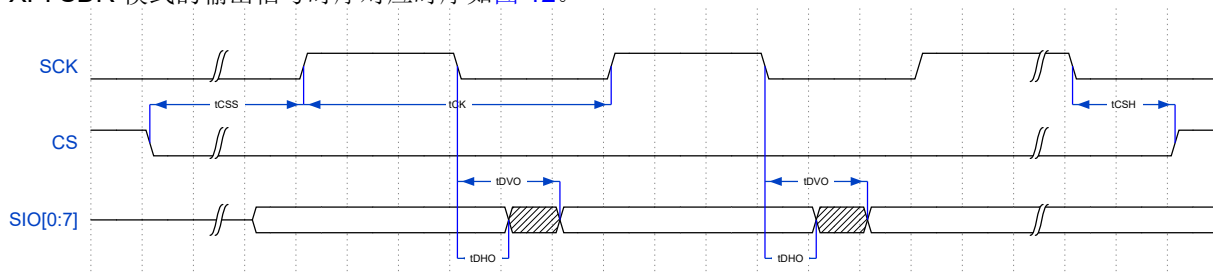 XPI SDR 模式的输出信号时序对应时序如图 42。
SCK
tCSS
tCK
tCSH
CS
tDVO
tDVO
SIO[0:7]
tDHO
tDHO